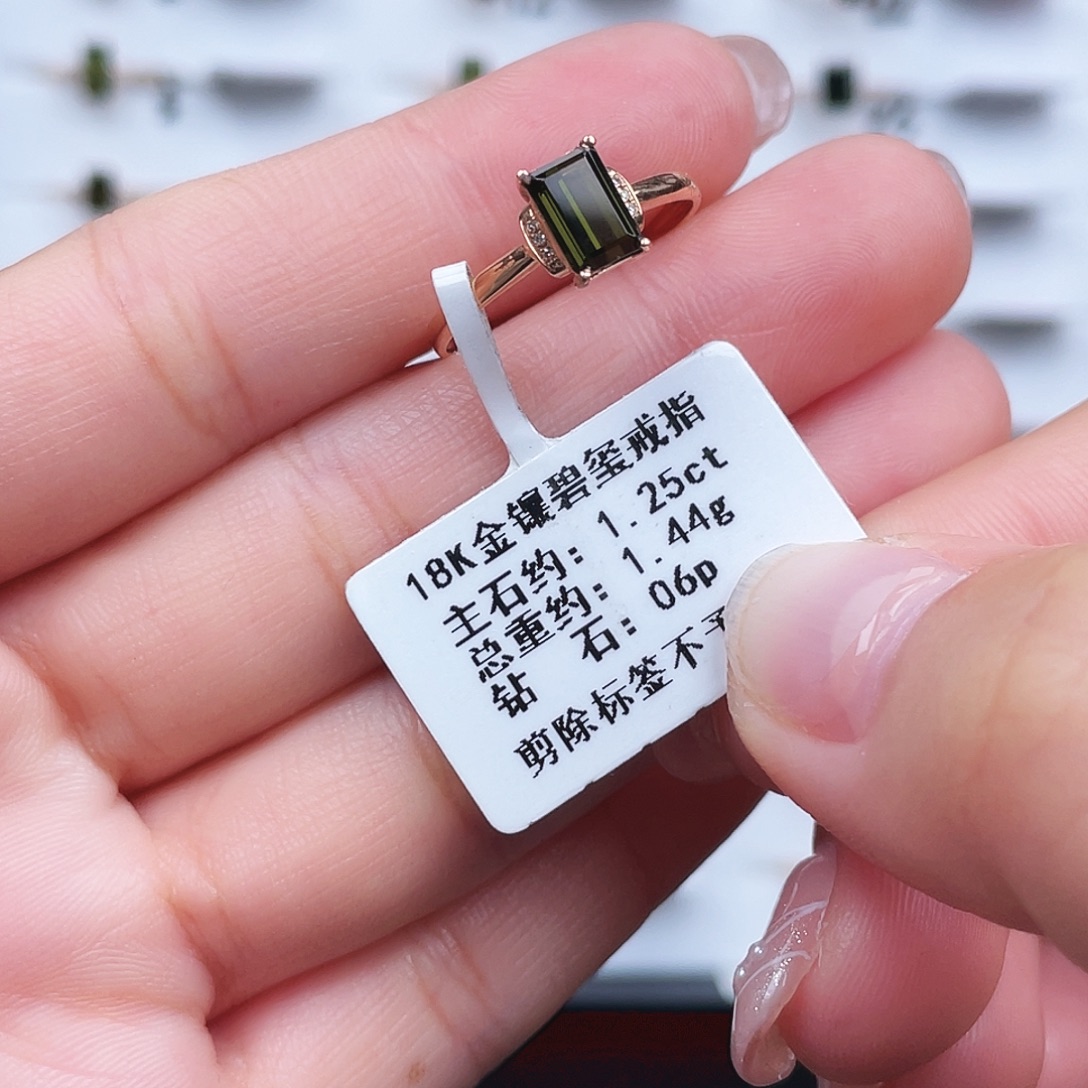 18K金镶碧玺戒指
主石约: 1.25ct
总重约: 1.44g
钻 石: 06p
剪除标签不